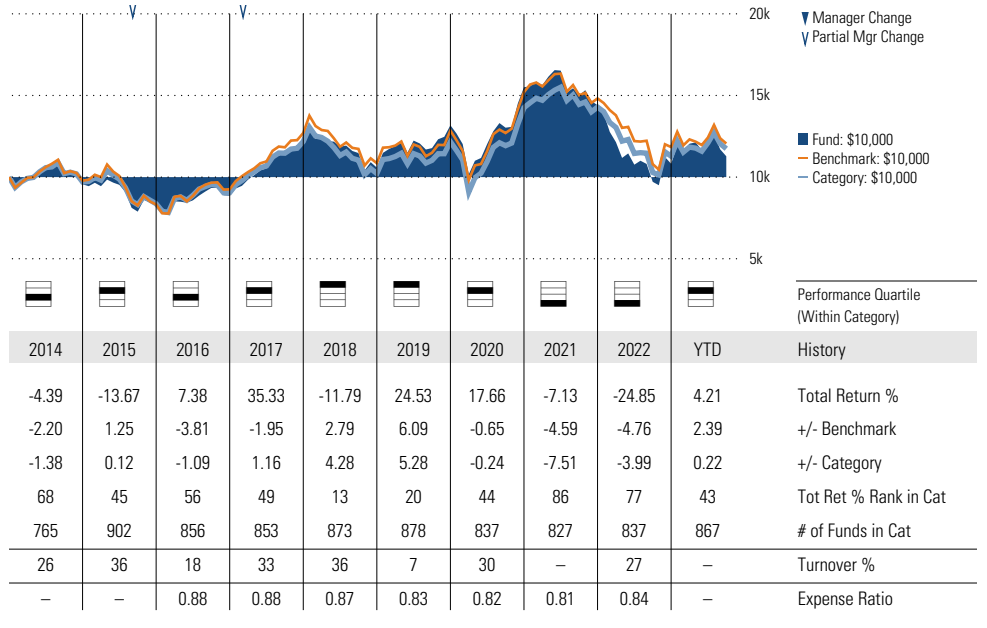 20k
Manager Change
Partial Mgr Change
15k
Fund: $10,000
Benchmark: $10,000
10k
Category: $10,000
5k
Performance Quartile
(Within Category)
2014 2015 2016 2017 2018 2019 2020 2021 2022 YTD History
-4.39 -13.67 7.38 35.33 -11.79 24.53 17.66 -7.13 -24.85 4.21 Total Return %
-2.20 1.25 -3.81 -1.95 2.79 6.09 -0.65 -4.59 -4.76 2.39 +/- Benchmark
-1.38 0.12 -1.09 1.16 4.28 5.28 -0.24 -7.51 -3.99 0.22 +/- Category
68 45 56 49 13 20 44 86 77 43 Tot Ret % Rank in Cat
765 902 856 853 873 878 837 827 837 867 # of Funds in Cat
26 36 18 33 36 7 30 – 27 – Turnover %
– – 0.88 0.88 0.87 0.83 0.82 0.81 0.84 – Expense Ratio